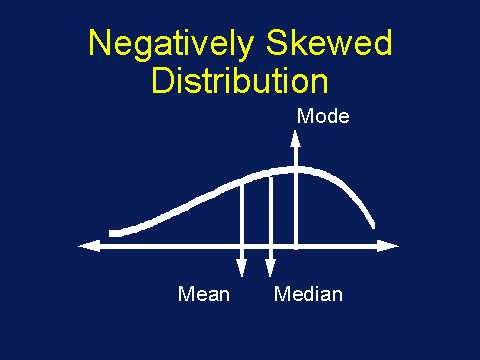 Negatively Skewed
Distribution
Mode
Mean Median